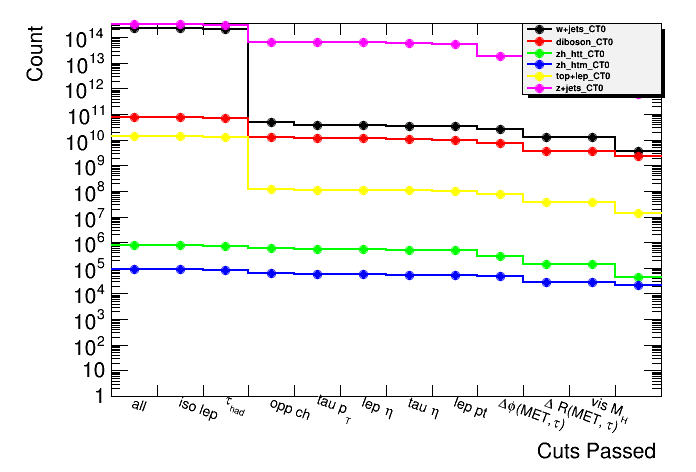 Count
10^14
10^13
10^12
10^11
10^10
10^9
10^8
10^7
10^6
10^5
10^4
10^3
10^2
10
1
w+jets_CT0
diboson_CT0
zh_htt_CT0
zh_htm_CT0
top+lep_CT0
z+jets_CT0
all
iso lep
τ_had
opp ch
tau p_T
lep η
tau η
lep pt
Δφ(MET,τ)
Δ R(MET, τ)
vis M_H
Cuts Passed